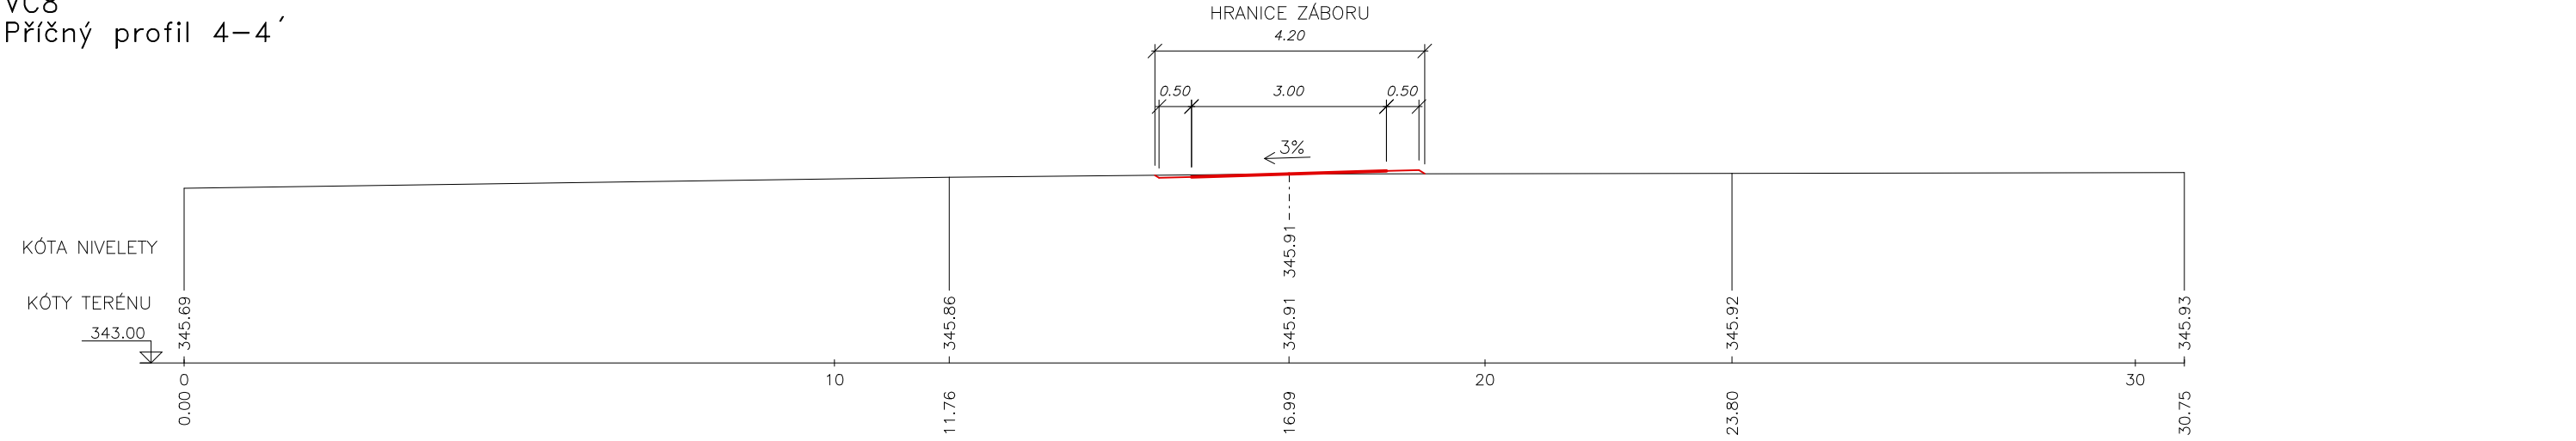 VC8
Příčný profil 4-4´
HRANICE ZÁBORU
4.20
0.50 3.00 0.50
3%
KÓTA NIVELETY
345.91
KÓTY TERÉNU
345.69 345.86 345.91 345.92 345.93
343.00
0 10 20 30
0.00 11.76 16.99 23.80 30.75